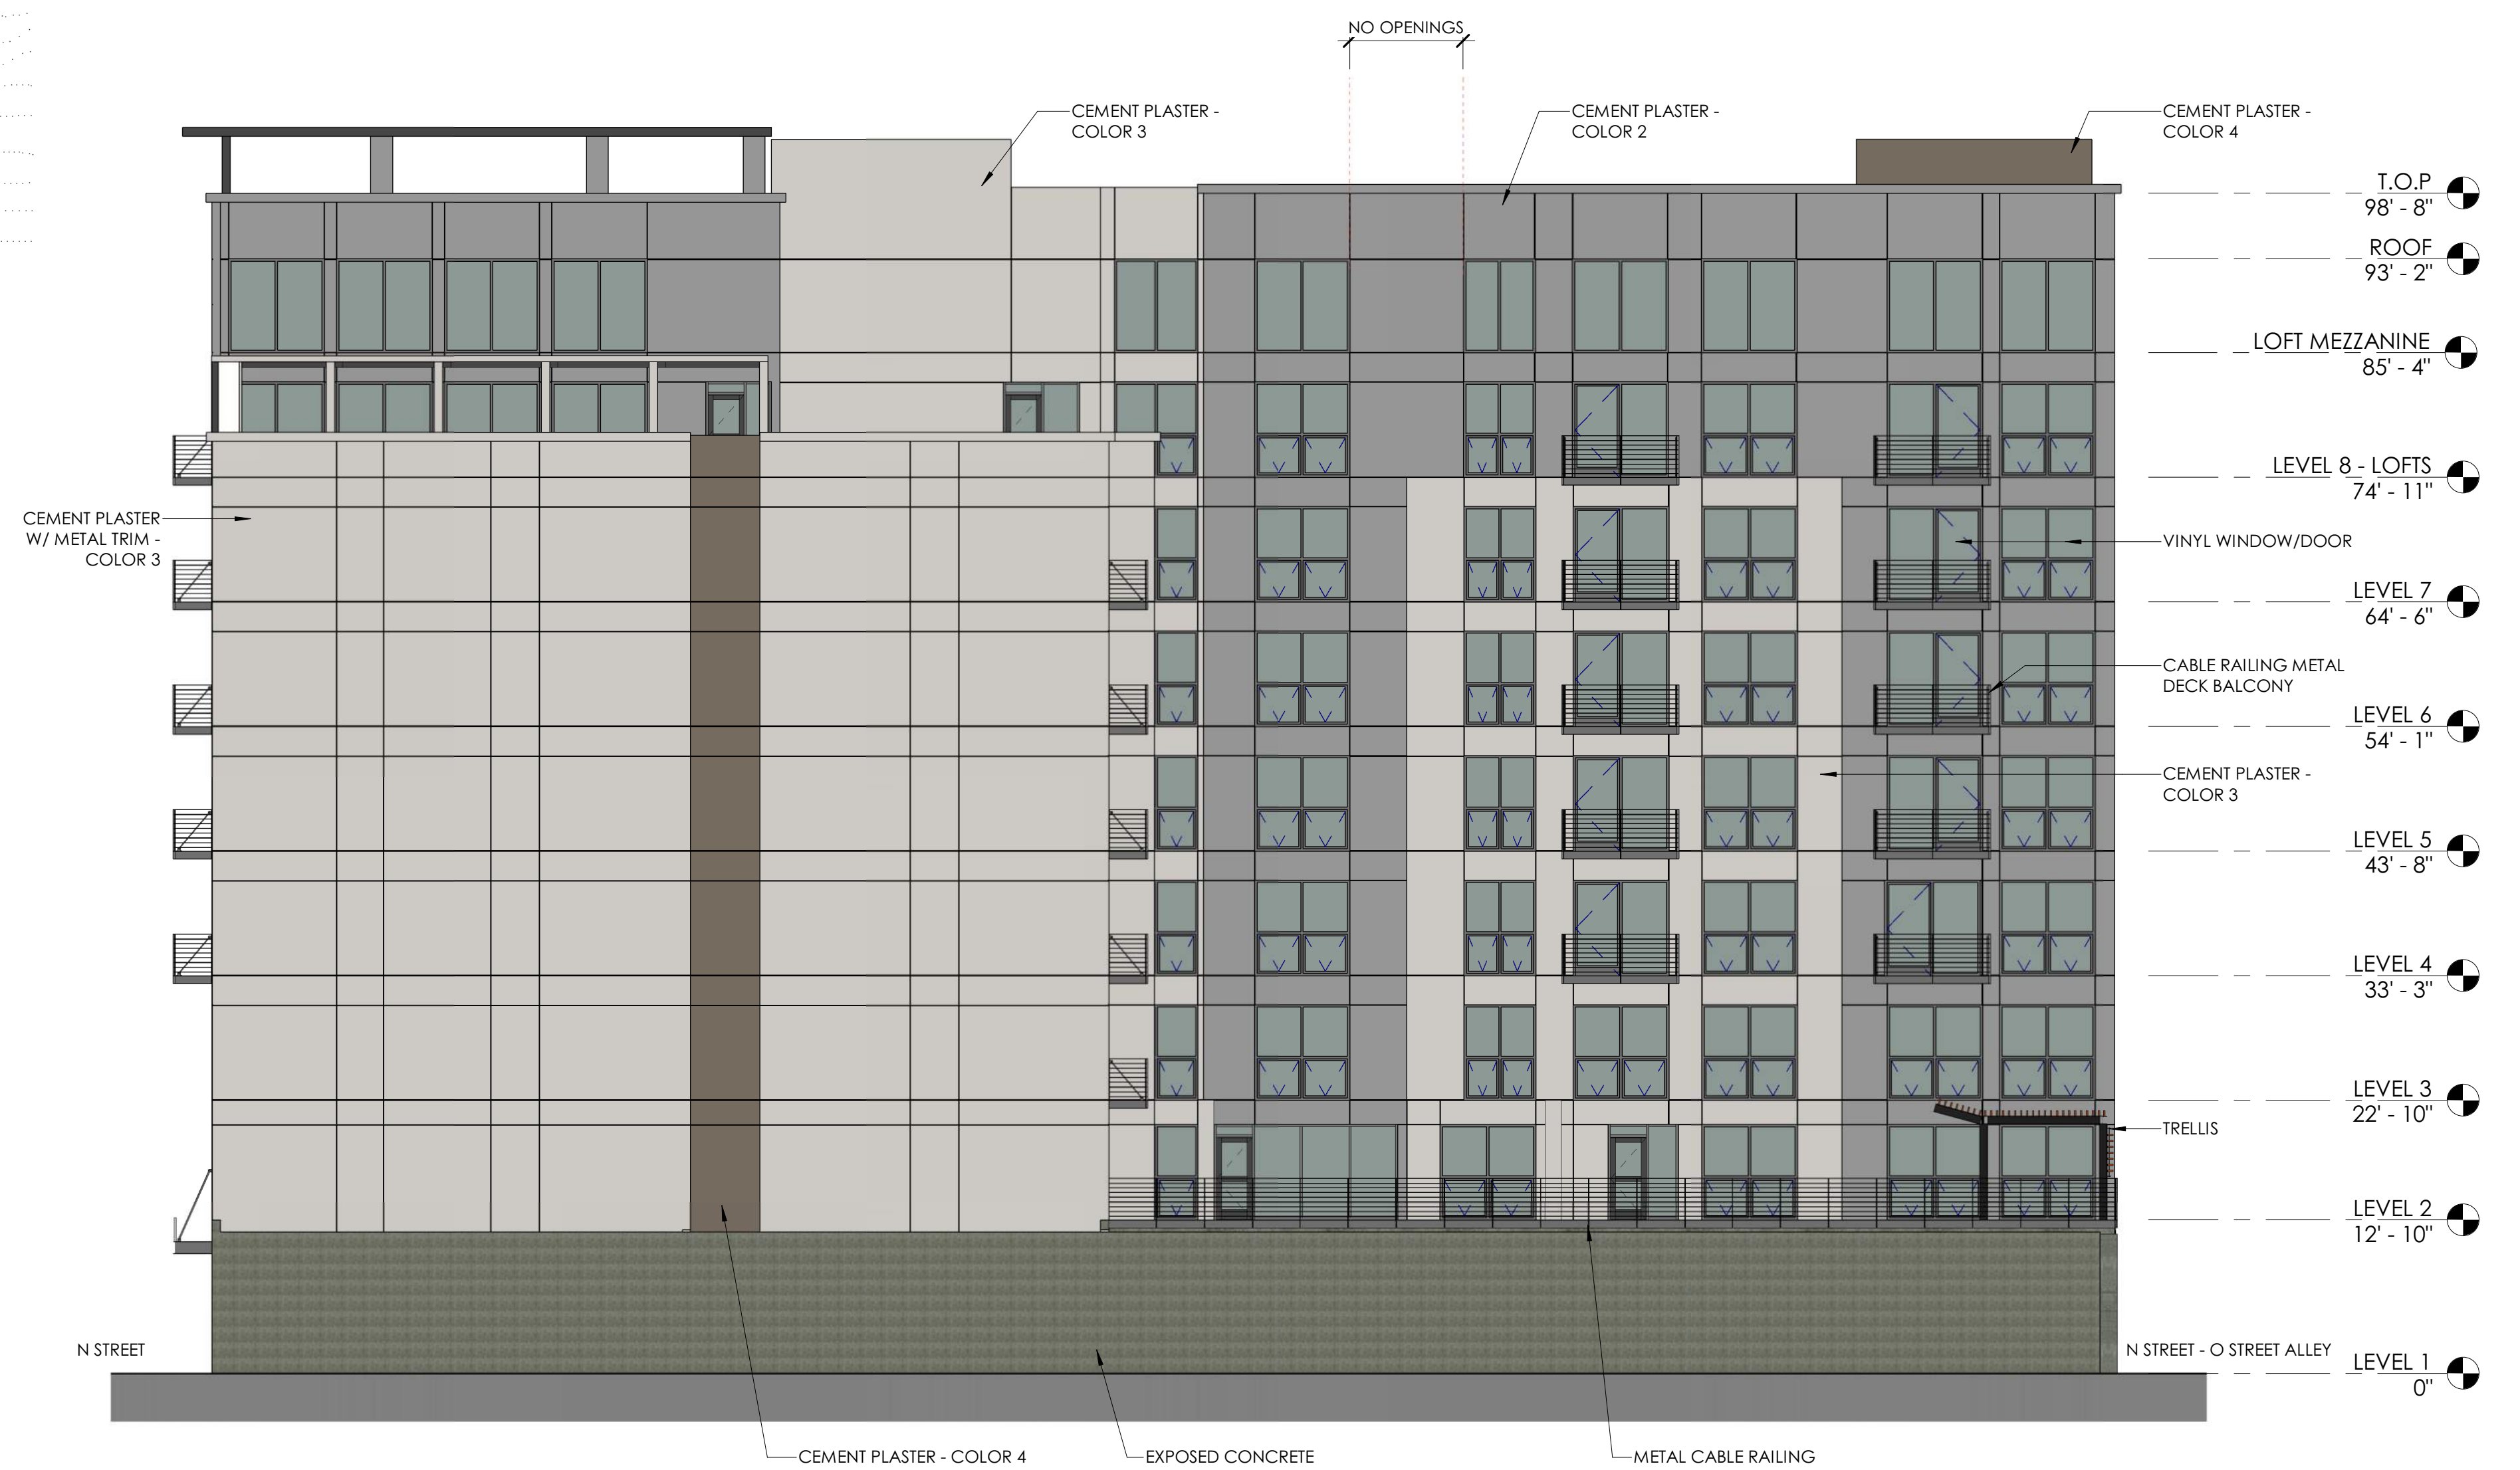 NO OPENINGS
CEMENT PLASTER -
COLOR 3
CEMENT PLASTER -
COLOR 2
CEMENT PLASTER -
COLOR 4
T.O.P
98' - 8"
ROOF
93' - 2"
LOFT MEZZANINE
85' - 4"
LEVEL 8 - LOFTS
74' - 11"
CEMENT PLASTER
W/ METAL TRIM -
COLOR 3
VINYL WINDOW/DOOR
LEVEL 7
64' - 6"
CABLE RAILING METAL
DECK BALCONY
LEVEL 6
54' - 1"
CEMENT PLASTER -
COLOR 3
LEVEL 5
43' - 8"
LEVEL 4
33' - 3"
LEVEL 3
22' - 10"
TRELLIS
LEVEL 2
12' - 10"
N STREET
N STREET - O STREET ALLEY
LEVEL 1
0"
CEMENT PLASTER - COLOR 4
EXPOSED CONCRETE
METAL CABLE RAILING